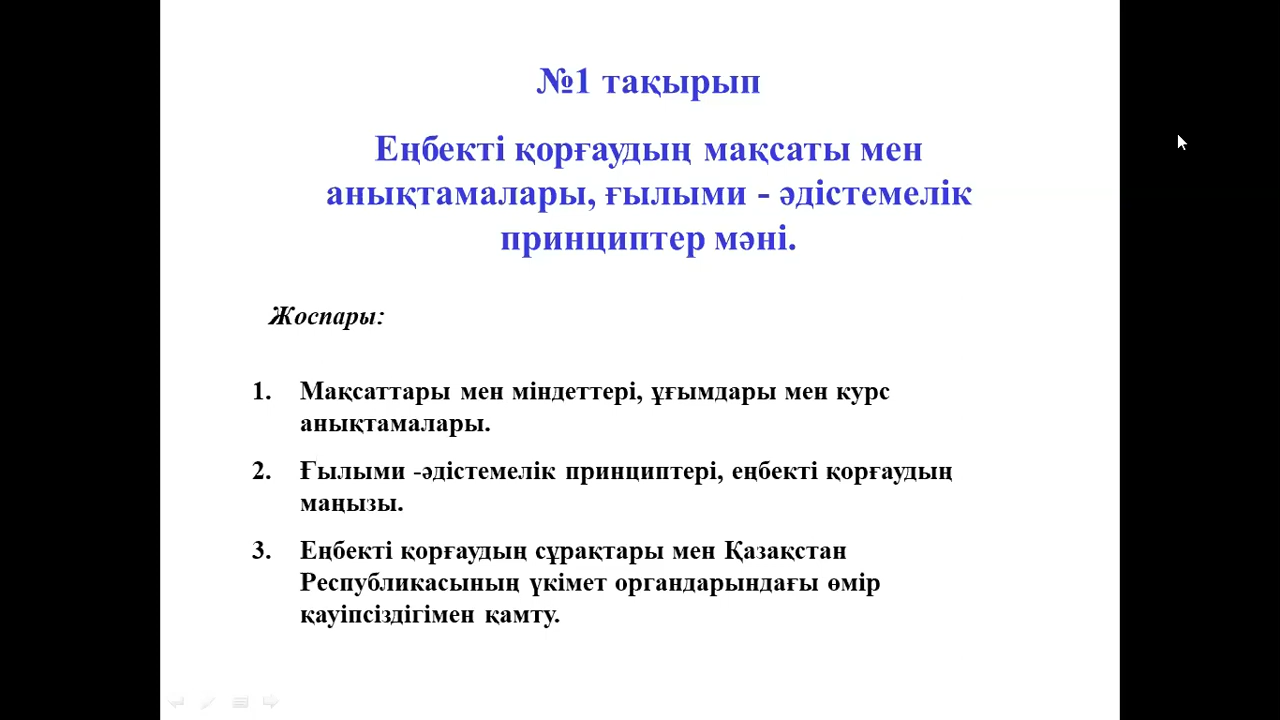 №1 тақырып
Еңбекті қорғаудың мақсаты мен
анықтамалары, ғылыми - әдістемелік
принциптер мәні.
Жоспары:
1. Мақсаттары мен міндеттері, ұғымдары мен курс
анықтамалары.
2. Ғылыми -әдістемелік принциптері, еңбекті қорғаудың
маңызы.
3. Еңбекті қорғаудың сұрақтары мен Қазақстан
Республикасының үкімет органдарындағы өмір
қауіпсіздігімен қамту.